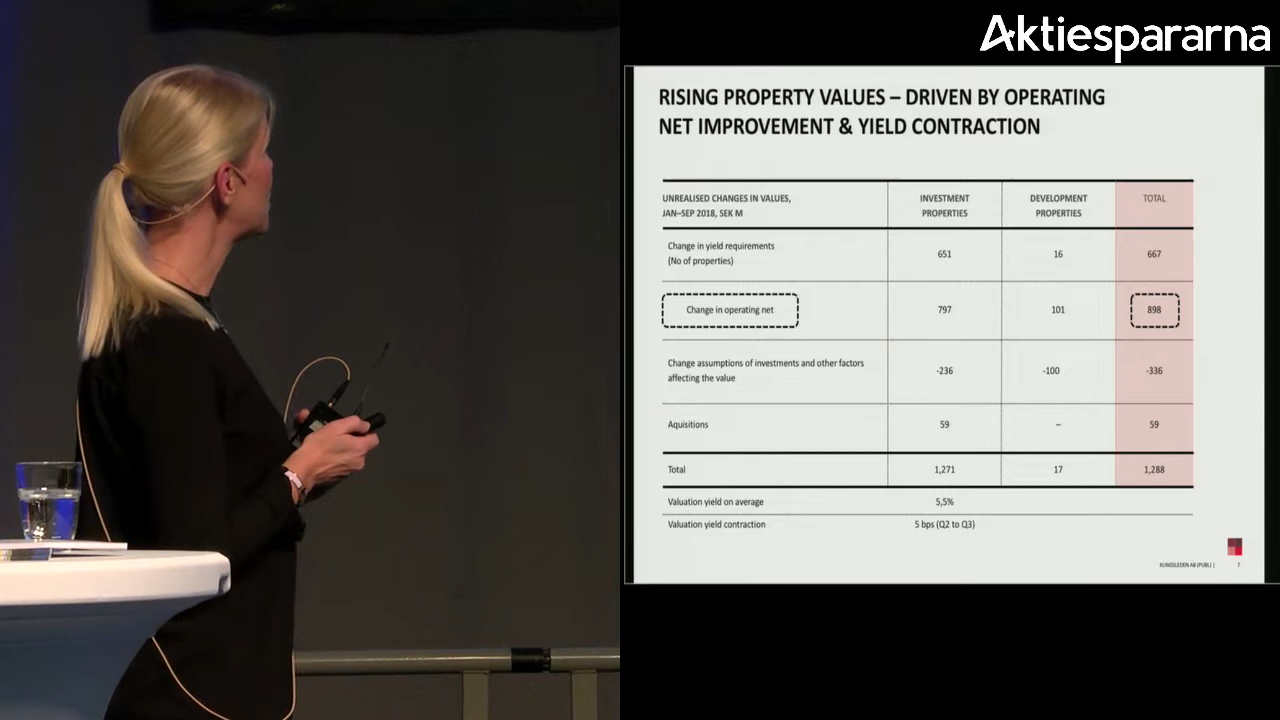 Aktiespararna
RISING PROPERTY VALUES – DRIVEN BY OPERATING
NET IMPROVEMENT & YIELD CONTRACTION
UNREALISED CHANGES IN VALUES,
JAN–SEP 2018, SEK M
INVESTMENT
PROPERTIES
DEVELOPMENT
PROPERTIES
TOTAL
Change in yield requirements
(No of properties)
651
16
667
Change in operating net
797
101
898
Change assumptions of investments and other factors
affecting the value
-236
-100
-336
Aquisitions
59
–
59
Total
1,271
17
1,288
Valuation yield on average
5,5%
Valuation yield contraction
5 bps (Q2 to Q3)
KUNGSLEDEN AB (PUBL) |
7